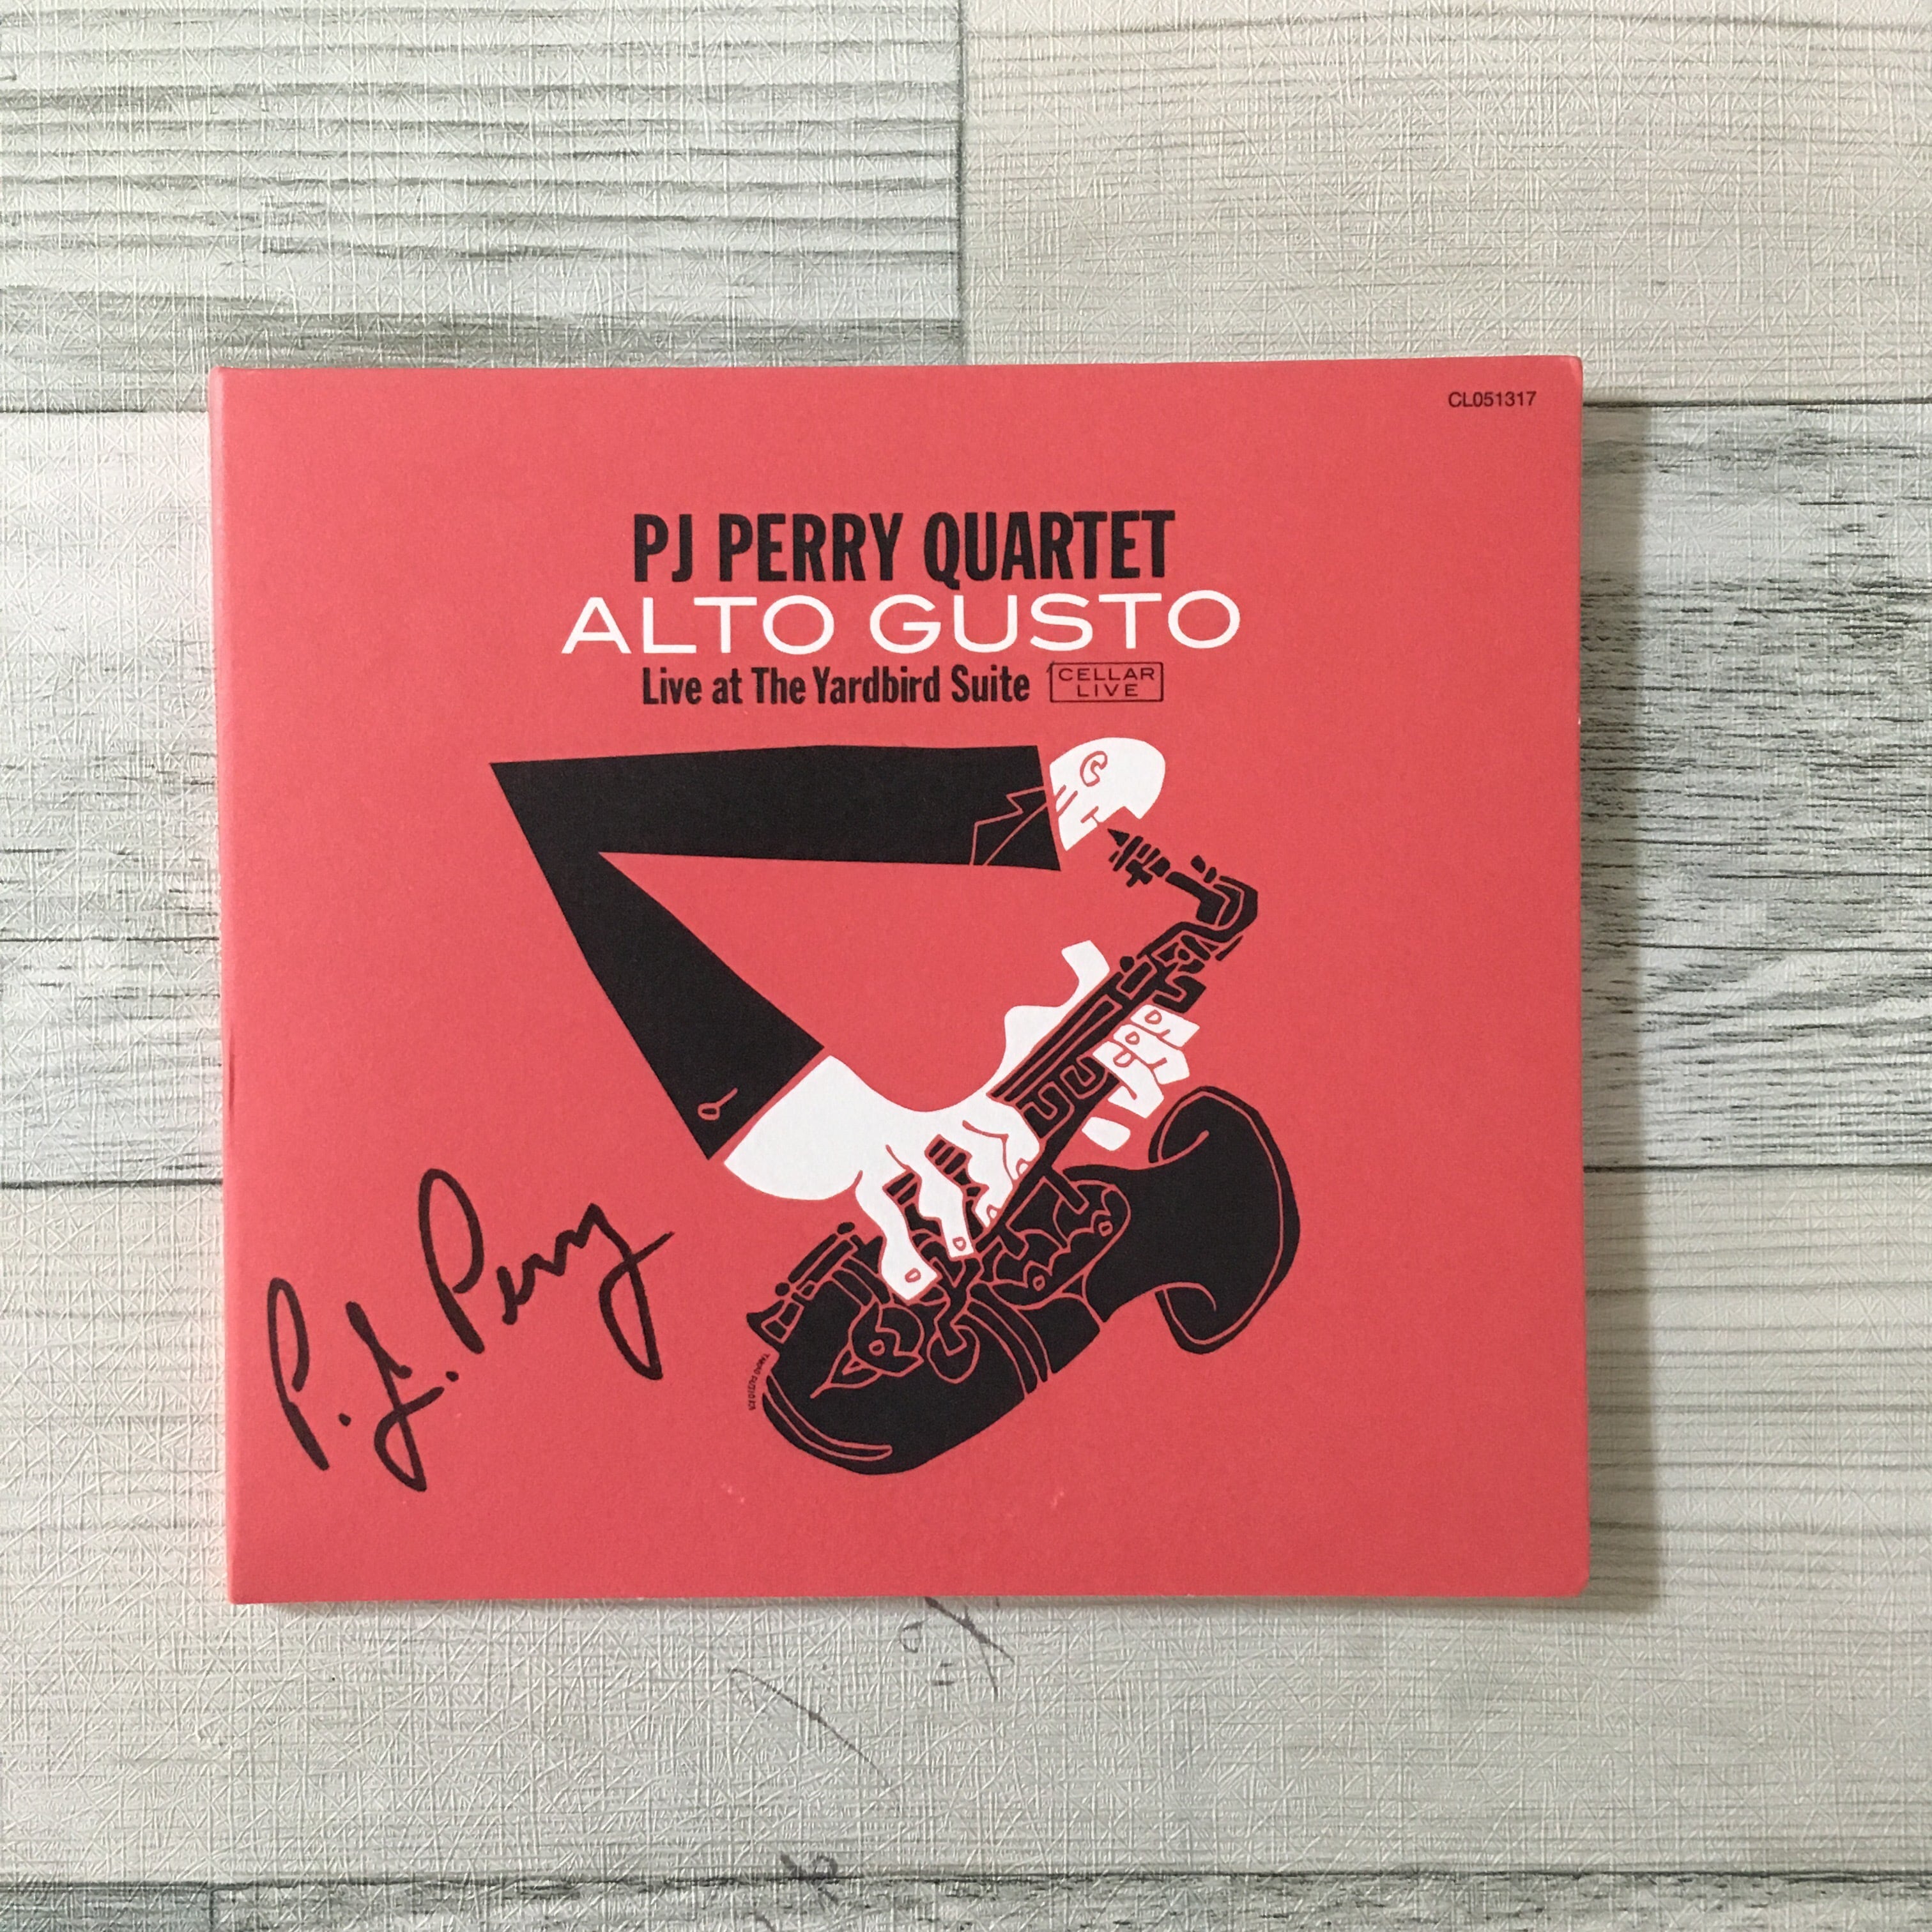 CL051317
PJ PERRY QUARTET
ALTO GUSTO
Live at The Yardbird Suite
CELLAR
LIVE
P.J. Perry